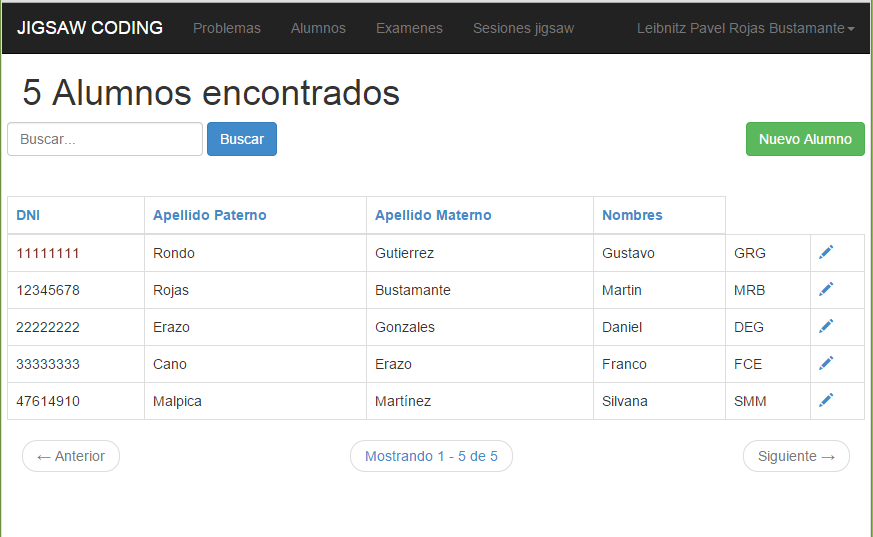 JIGSAW CODING Problemas Alumnos Examenes Sesiones jigsaw Leibnitz Pavel Rojas Bustamante
5 Alumnos encontrados
Buscar... Buscar Nuevo Alumno
DNI Apellido Paterno Apellido Materno Nombres
11111111 Rondo Gutierrez Gustavo GRG
12345678 Rojas Bustamante Martin MRB
22222222 Erazo Gonzales Daniel DEG
33333333 Cano Erazo Franco FCE
47614910 Malpica Martínez Silvana SMM
← Anterior Mostrando 1 - 5 de 5 Siguiente →